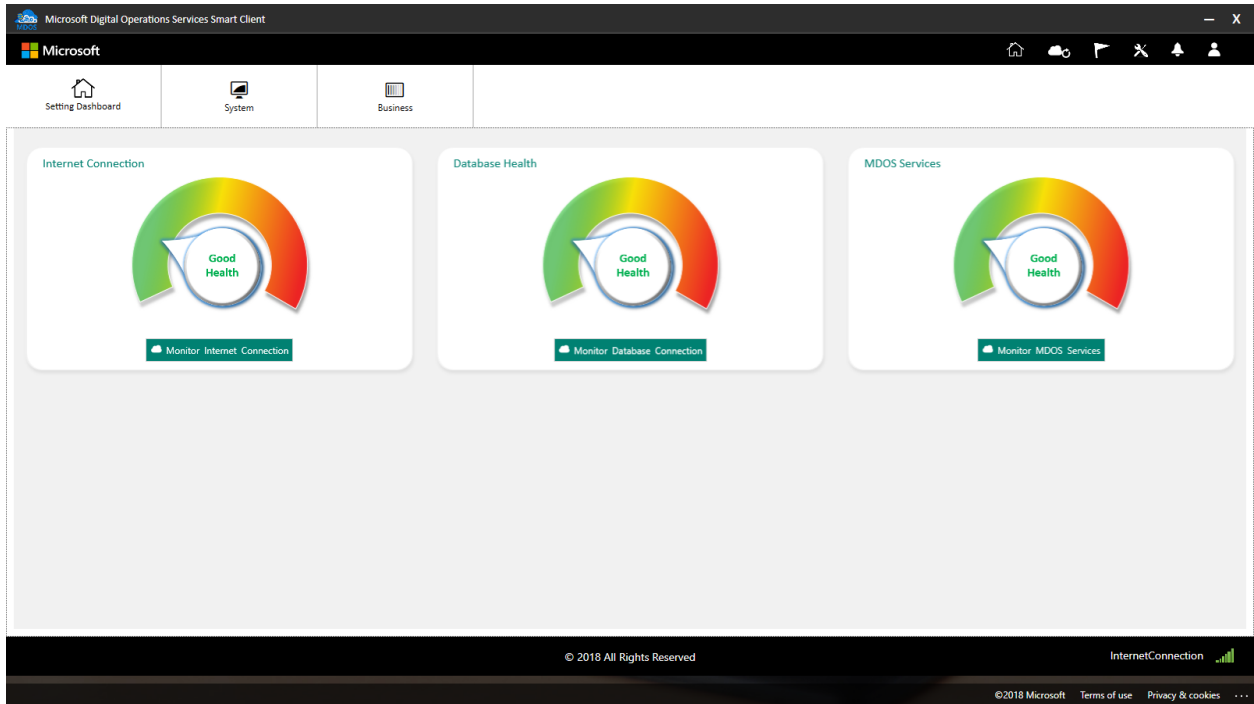 MDOS
Microsoft Digital Operations Services Smart Client
X
Microsoft
Setting Dashboard
System
Business
Internet Connection
Database Health
MDOS Services
Good
Health
Good
Health
Good
Health
Monitor Internet Connection
Monitor Database Connection
Monitor MDOS Services
© 2018 All Rights Reserved
InternetConnection
©2018 Microsoft Terms of use Privacy & cookies ...